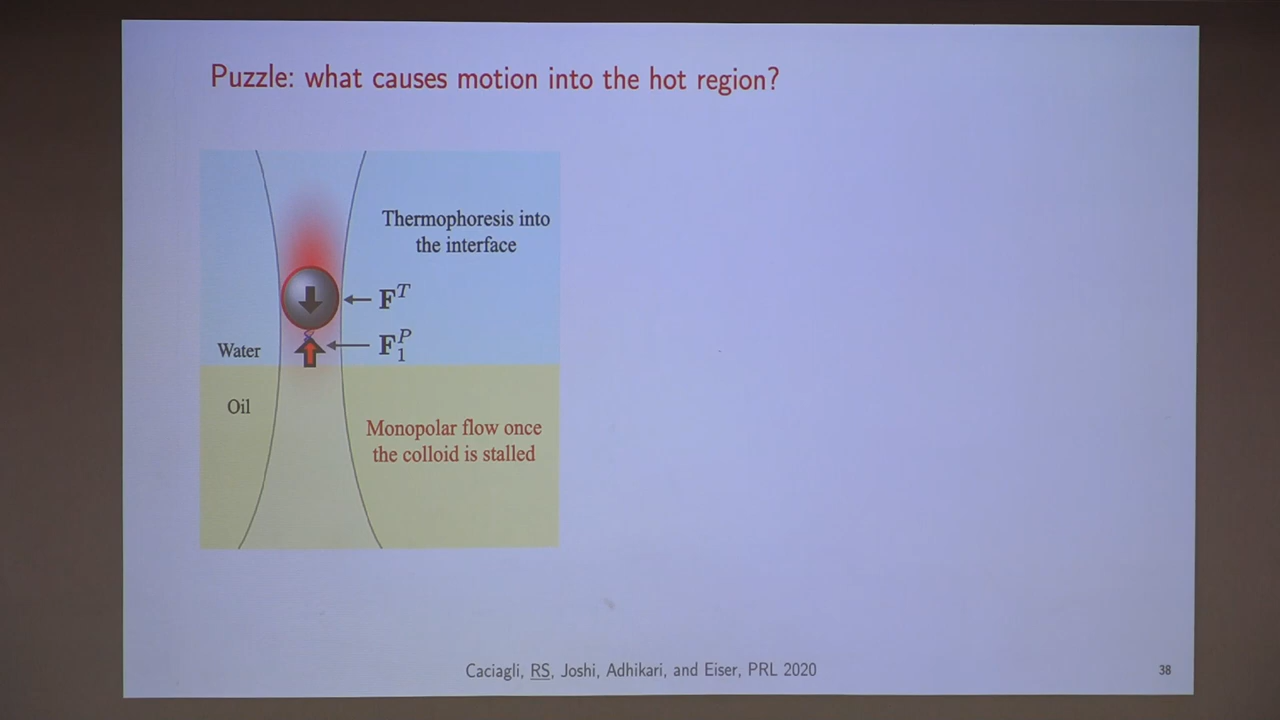 Puzzle: what causes motion into the hot region?
Thermophoresis into
the interface
F^T
F_1^P
Water
Oil
Monopolar flow once
the colloid is stalled
Caciagli, RS, Joshi, Adhikari, and Eiser, PRL 2020
38